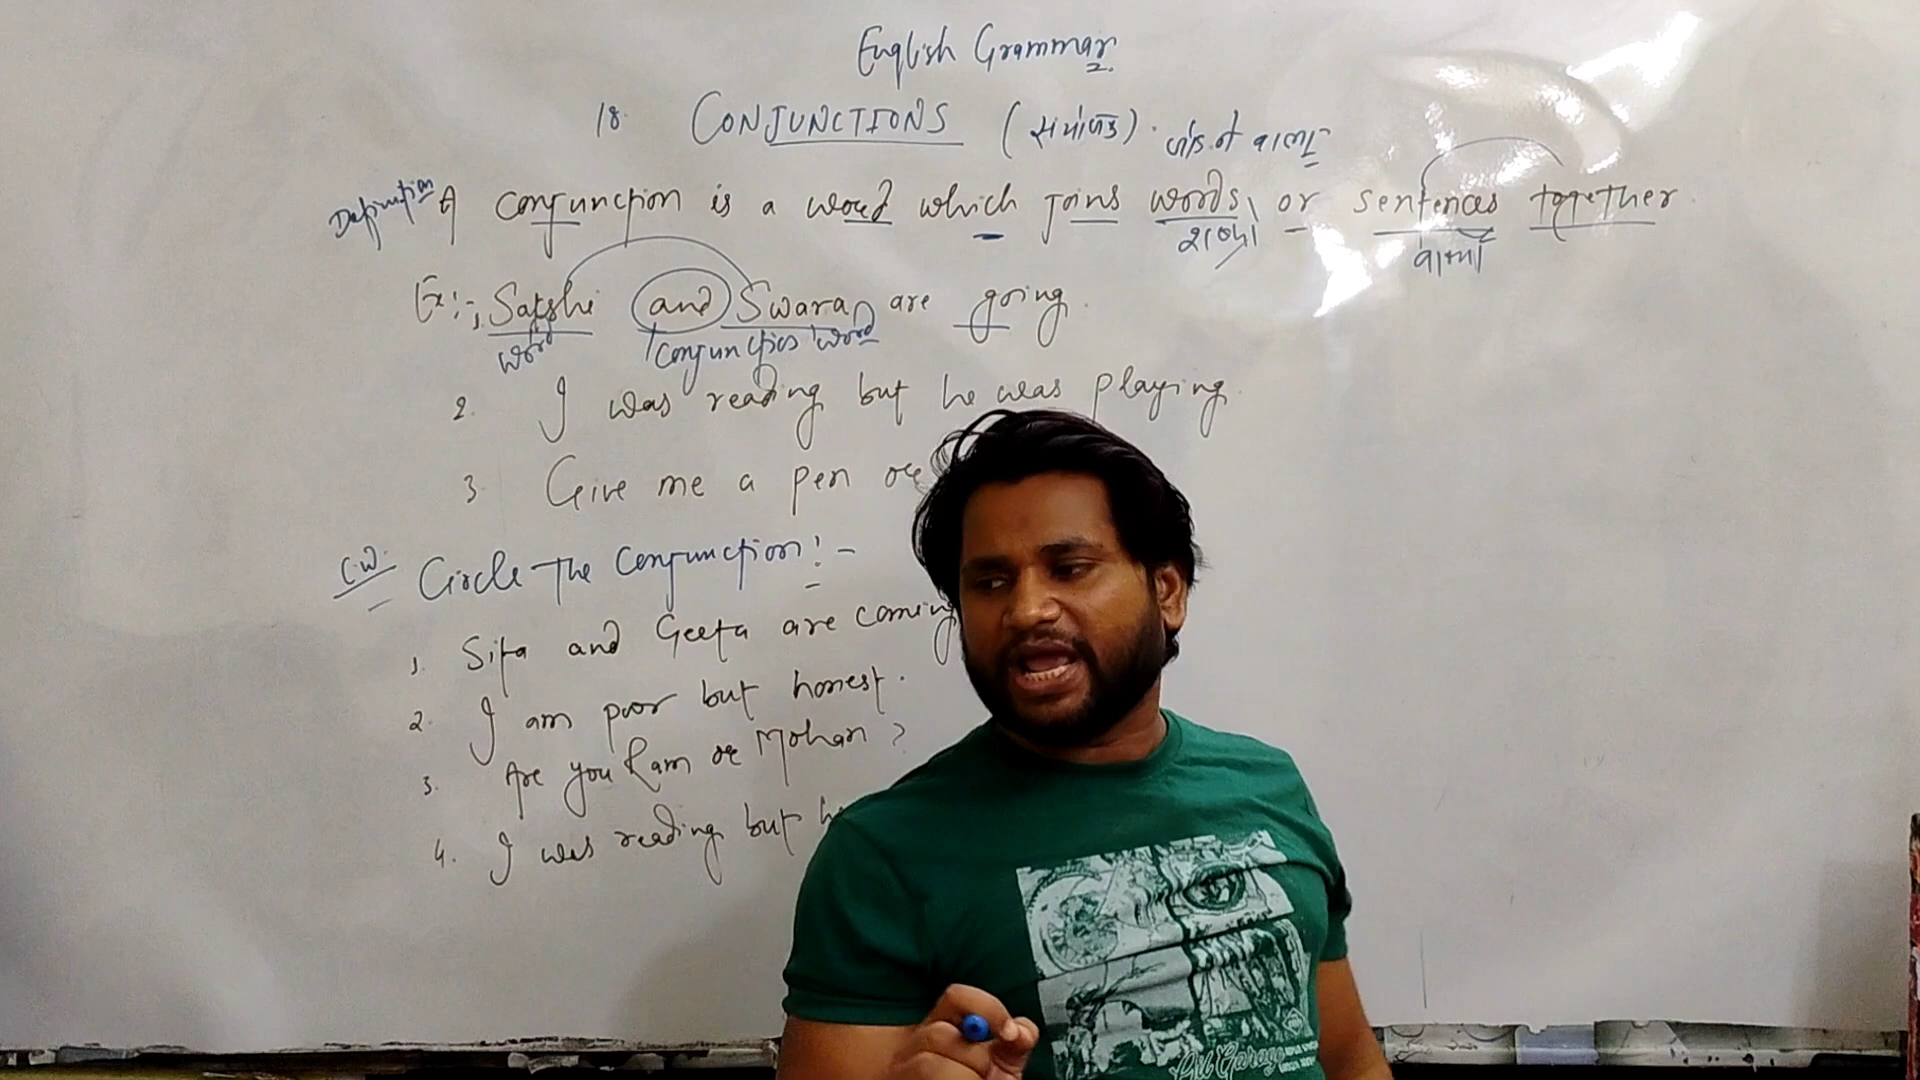 English Grammar
18. CONJUNCTIONS (संयोजक). जोड़ने वाला
Definition A conjunction is a word which joins words, or sentences together.
शब्दों वाक्यों
Ex:-, Sakshi and Swara are going.
word conjunctions word
2. I was reading but he was playing.
3. Give me a pen or
C.W. Circle the Conjunction:-
1. Sita and Geeta are coming
2. I am poor but honest.
3. Are you Ram or Mohan?
4. I was reading but h
Oil Garage